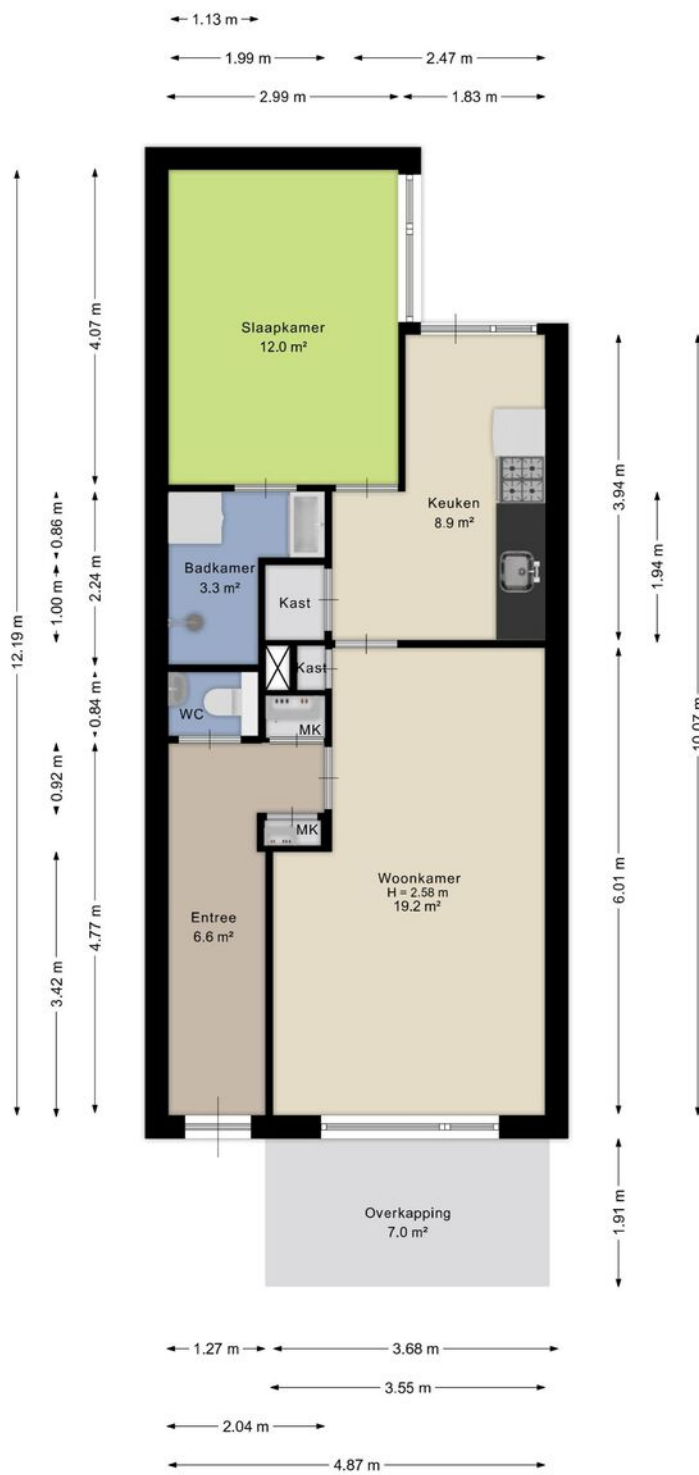 1.13 m
1.99 m
2.47 m
2.99 m
1.83 m
12.19 m
4.07 m
Slaapkamer
12.0 m²
0.86 m
1.00 m
2.24 m
Badkamer
3.3 m²
Keuken
8.9 m²
3.94 m
1.94 m
10.07 m
Kast
Kast
0.84 m
WC
MK
0.92 m
MK
Entree
6.6 m²
3.42 m
4.77 m
Woonkamer
H = 2.58 m
19.2 m²
6.01 m
Overkapping
7.0 m²
1.91 m
1.27 m
3.68 m
3.55 m
2.04 m
4.87 m